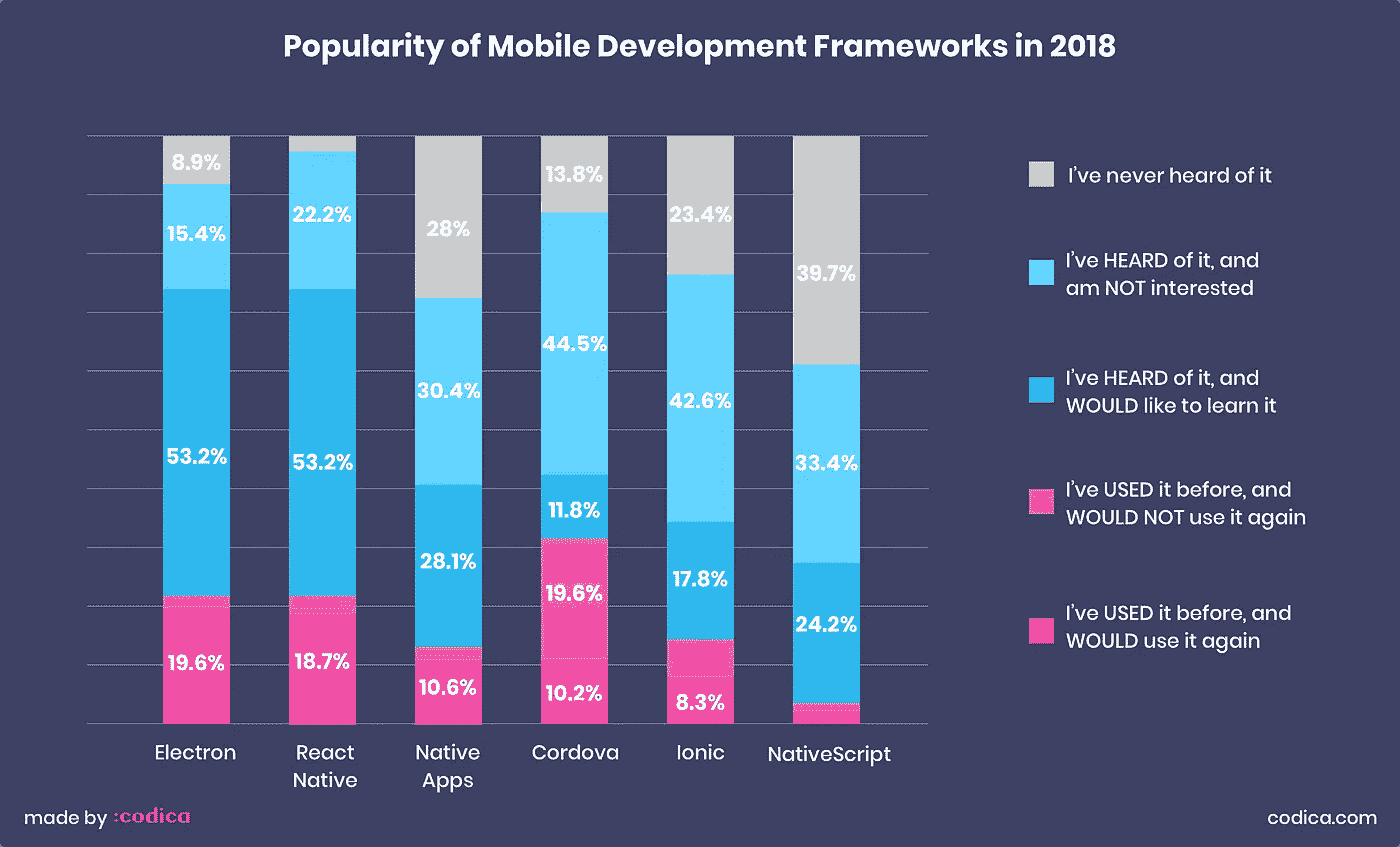 Popularity of Mobile Development Frameworks in 2018
8.9%
15.4%
53.2%
19.6%
22.2%
53.2%
18.7%
28%
30.4%
28.1%
10.6%
13.8%
44.5%
11.8%
19.6%
10.2%
23.4%
42.6%
17.8%
8.3%
39.7%
33.4%
24.2%
Electron
React
Native
Native
Apps
Cordova
Ionic
NativeScript
I've never heard of it
I've HEARD of it, and
am NOT interested
I've HEARD of it, and
WOULD like to learn it
I've USED it before, and
WOULD NOT use it again
I've USED it before, and
WOULD use it again
made by :codica
codica.com